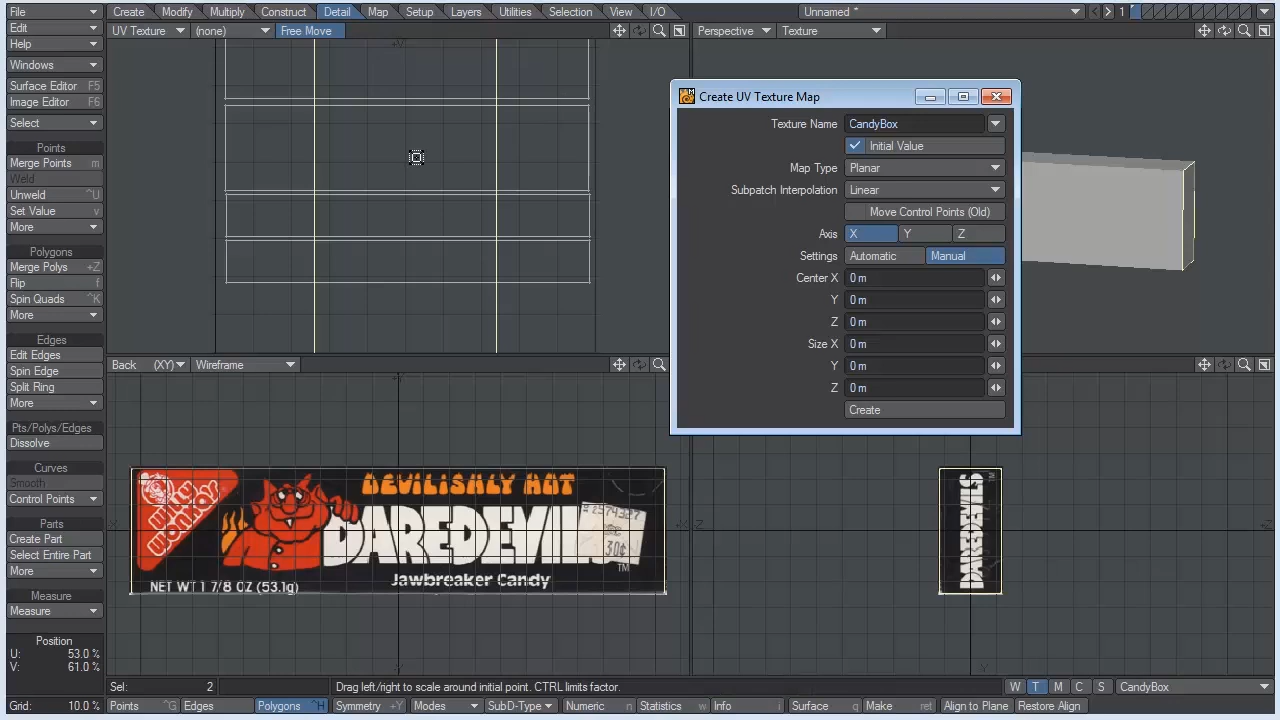 File
Create
Modify
Multiply
Construct
Detail
Map
Setup
Layers
Utilities
Selection
View
I/O
Unnamed *
1
Edit
Help
Windows
Surface Editor F5
Image Editor F6
Select
Points
Merge Points m
Weld
Unweld ^U
Set Value v
More
Polygons
Merge Polys +Z
Flip f
Spin Quads ^K
More
Edges
Edit Edges
Spin Edge
Split Ring
More
Pts/Polys/Edges
Dissolve
Curves
Smooth
Control Points
Parts
Create Part
Select Entire Part
More
Measure
Measure
Position
U: 53.0 %
V: 61.0 %
Grid: 10.0 %
UV Texture
(none)
Free Move
+V
Perspective
Texture
Create UV Texture Map
Texture Name CandyBox
Initial Value
Map Type Planar
Subpatch Interpolation Linear
Move Control Points (Old)
Axis X Y Z
Settings Automatic Manual
Center X 0 m
Y 0 m
Z 0 m
Size X 0 m
Y 0 m
Z 0 m
Create
Back (XY)
Wireframe
DEVILISHLY HOT
WILLY WONKA
DAREDEVIL
30¢
TM
Jawbreaker Candy
NET WT 1 7/8 OZ (53.1g)
DAREDEVILS
Sel: 2
Drag left/right to scale around initial point. CTRL limits factor.
W T M C S
CandyBox
Points ^G
Edges
Polygons ^H
Symmetry +Y
Modes
SubD-Type
Numeric n
Statistics w
Info i
Surface q
Make
Align to Plane
Restore Align